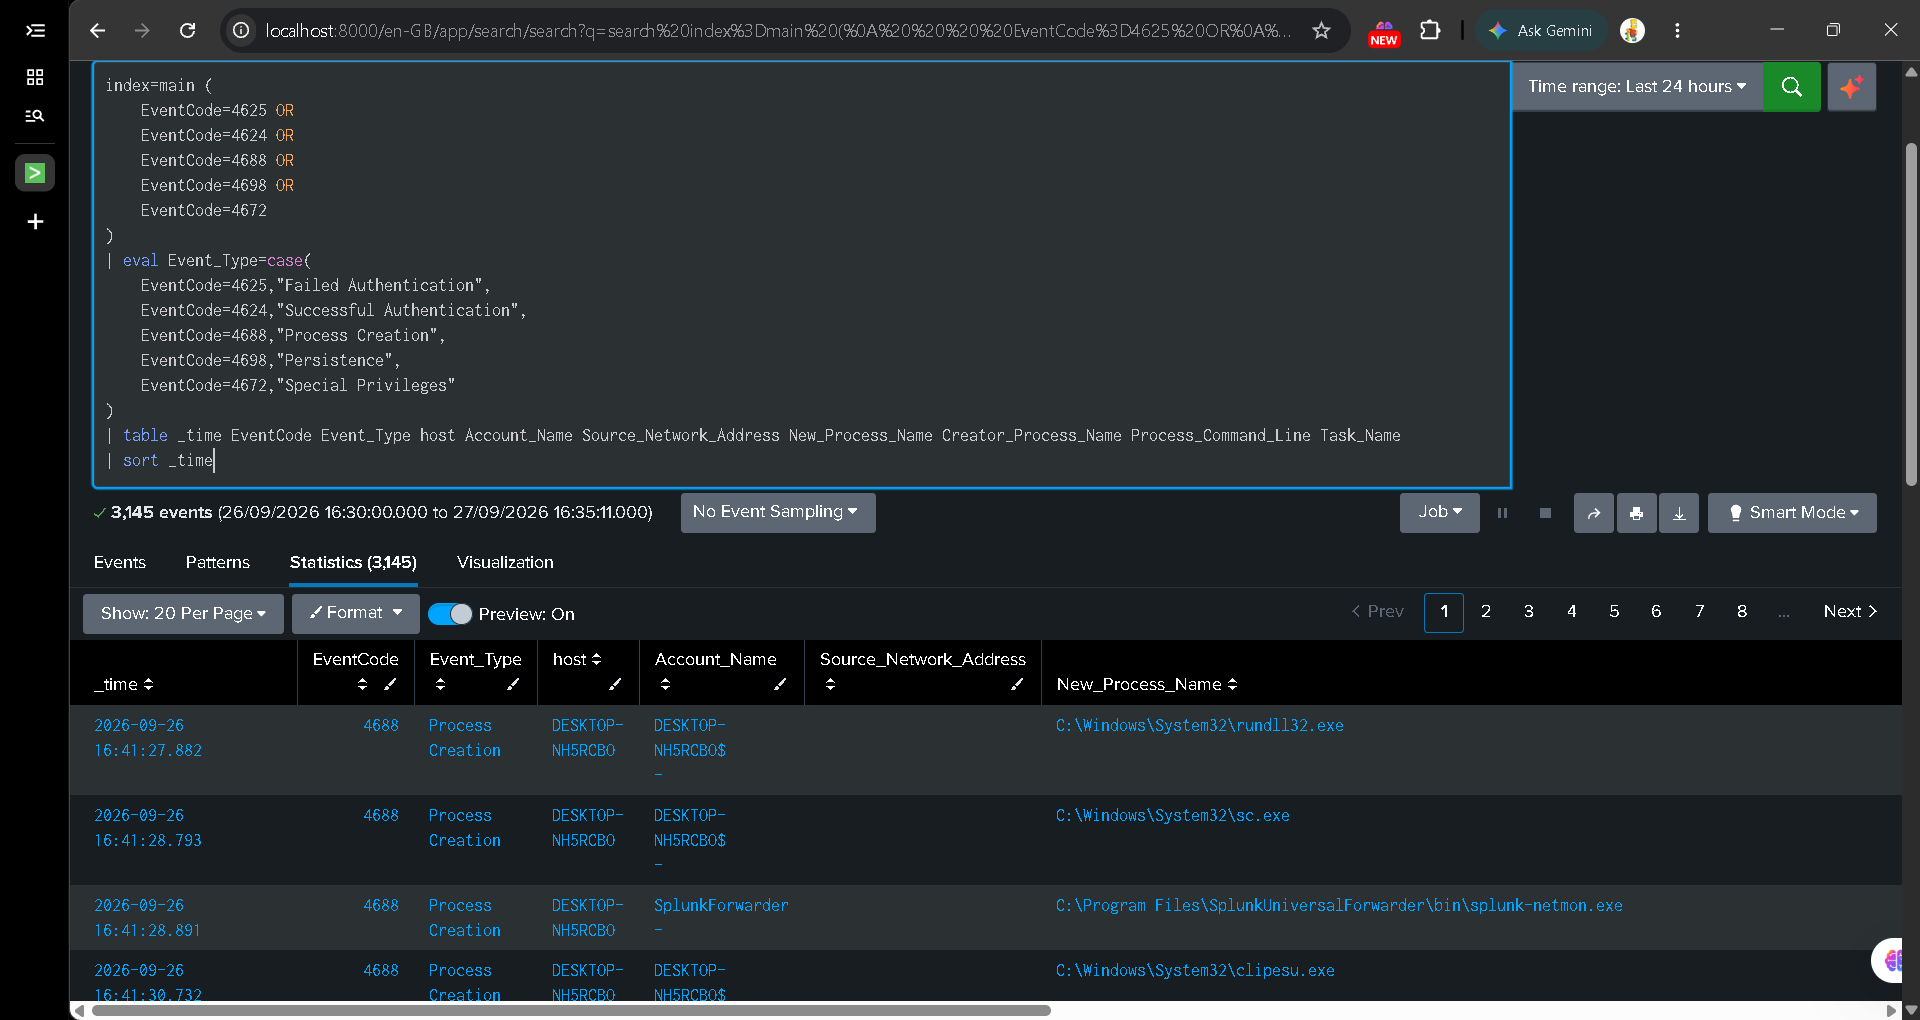 localhost:8000/en-GB/app/search/search?q=search%20index%3Dmain%20(%0A%20%20%20%20EventCode%3D4625%20OR%0A%...
NEW
Ask Gemini
index=main (
EventCode=4625 OR
EventCode=4624 OR
EventCode=4688 OR
EventCode=4698 OR
EventCode=4672
)
| eval Event_Type=case(
EventCode=4625,"Failed Authentication",
EventCode=4624,"Successful Authentication",
EventCode=4688,"Process Creation",
EventCode=4698,"Persistence",
EventCode=4672,"Special Privileges"
)
| table _time EventCode Event_Type host Account_Name Source_Network_Address New_Process_Name Creator_Process_Name Process_Command_Line Task_Name
| sort _time
Time range: Last 24 hours
3,145 events (26/09/2026 16:30:00.000 to 27/09/2026 16:35:11.000)
No Event Sampling
Job
Smart Mode
Events Patterns Statistics (3,145) Visualization
Show: 20 Per Page Format Preview: On
< Prev 1 2 3 4 5 6 7 8 ... Next >
_time EventCode Event_Type host Account_Name Source_Network_Address New_Process_Name
2026-09-26 4688 Process DESKTOP- DESKTOP- C:\Windows\System32\rundll32.exe
16:41:27.882 Creation NH5RCBO NH5RCBO$
-
2026-09-26 4688 Process DESKTOP- DESKTOP- C:\Windows\System32\sc.exe
16:41:28.793 Creation NH5RCBO NH5RCBO$
-
2026-09-26 4688 Process DESKTOP- SplunkForwarder C:\Program Files\SplunkUniversalForwarder\bin\splunk-netmon.exe
16:41:28.891 Creation NH5RCBO -
2026-09-26 4688 Process DESKTOP- DESKTOP- C:\Windows\System32\clipesu.exe
16:41:30.732 Creation NH5RCBO NH5RCBO$